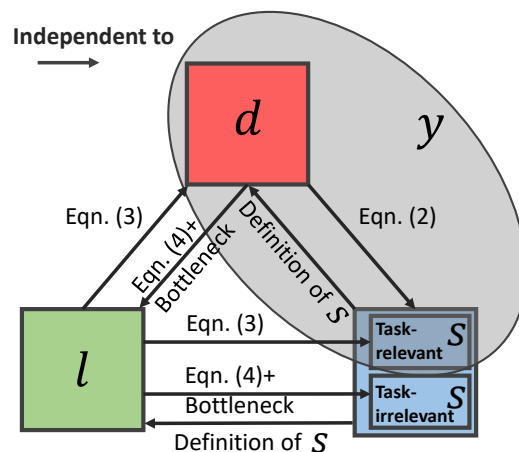 Independent to
d
y
Eqn. (3)
Eqn. (4)+
Bottleneck
Definition of S
Eqn. (2)
l
Eqn. (3)
Task-
relevant S
Eqn. (4)+
Bottleneck
Task-
irrelevant S
Definition of S